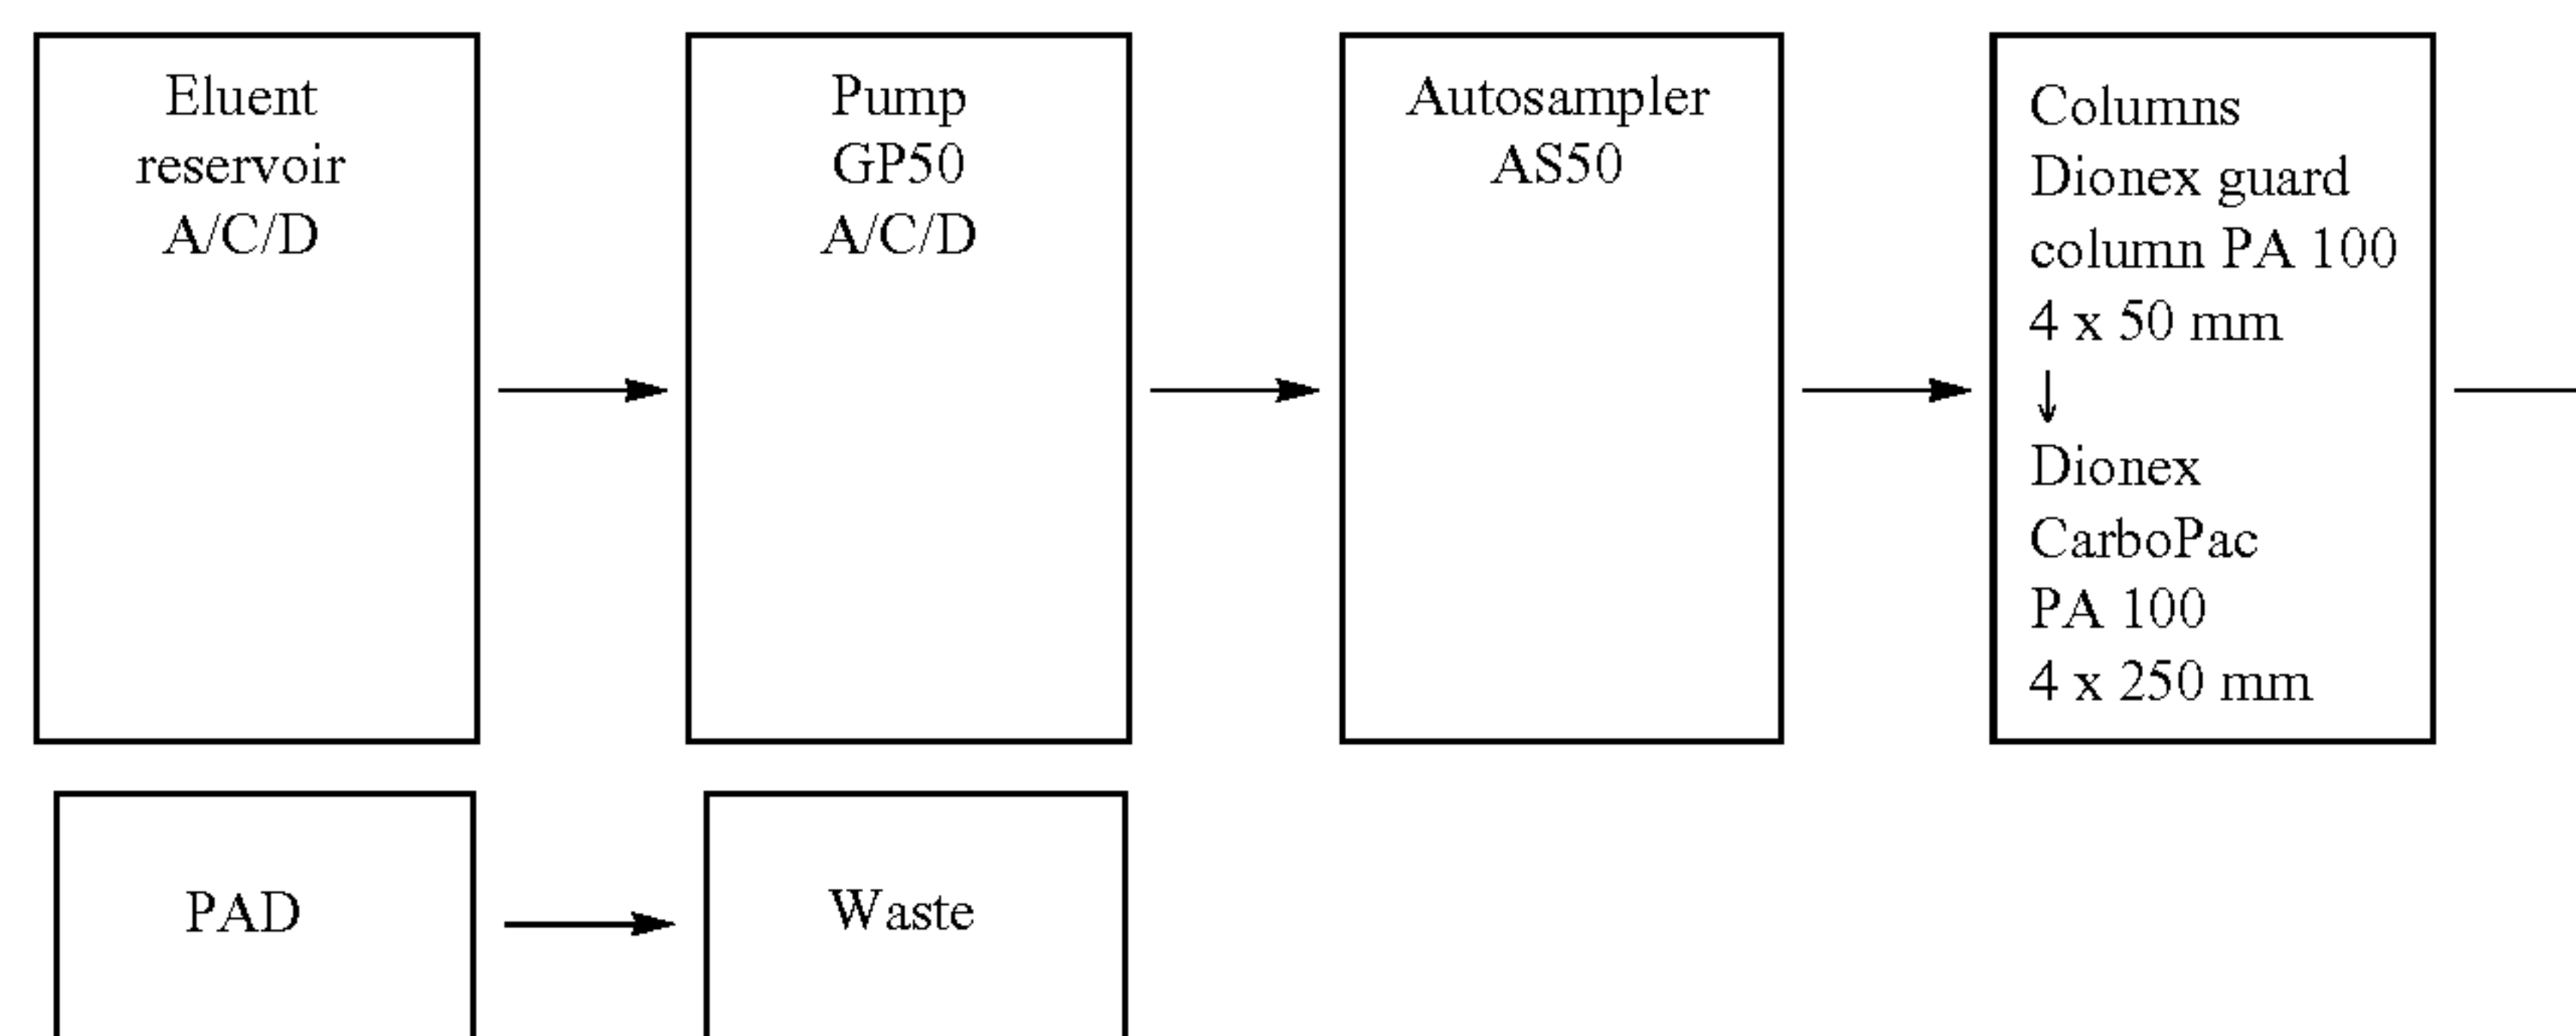 Eluent
reservoir
A/C/D
Pump
GP50
A/C/D
Autosampler
AS50
Columns
Dionex guard
column PA 100
4 x 50 mm
↓
Dionex
CarboPac
PA 100
4 x 250 mm
PAD
Waste